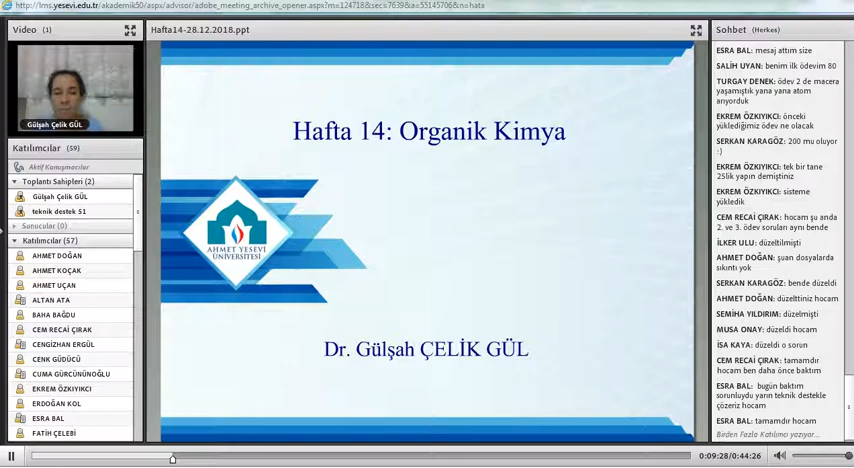 http://lms.yesevi.edu.tr/akademik50/aspx/advisor/adobe_meeting_archive_opener.aspx?m=124718&sec=7639&a=55145706&n=hata
Video (1)
Gülşah Çelik GÜL
Katılımcılar (59)
Aktif Konuşmacılar
Toplantı Sahipleri (2)
Gülşah Çelik GÜL
teknik destek 51
Sunucular (0)
Katılımcılar (57)
AHMET DOĞAN
AHMET KOÇAK
AHMET UÇAN
ALTAN ATA
BAHA BAĞDU
CEM RECAİ ÇIRAK
CENGİZHAN ERGÜL
CENK GÜDÜCÜ
CUMA GÜRCÜNÜNOĞLU
EKREM ÖZKIYIKCI
ERDOĞAN KOL
ESRA BAL
FATİH ÇELEBİ
Hafta14-28.12.2018.ppt
Hafta 14: Organik Kimya
AHMET YESEVİ
ÜNİVERSİTESİ
Dr. Gülşah ÇELİK GÜL
Sohbet (Herkes)
ESRA BAL: mesaj attım size
SALİH UYAN: benim ilk ödevim 80
TURGAY DENEK: ödev 2 de macera
yaşamıştık yana yana atom
arıyorduk
EKREM ÖZKIYIKCI: önceki
yüklediğimiz ödev ne olacak
SERKAN KARAGÖZ: 200 mu oluyor
:)
EKREM ÖZKIYIKCI: tek bir tane
25lik yapın demiştiniz
EKREM ÖZKIYIKCI: sisteme
yükledik
CEM RECAİ ÇIRAK: hocam şu anda
2. ve 3. ödev soruları aynı bende
İLKER ULU: düzeltilmişti
AHMET DOĞAN: şuan dosyalarda
sıkıntı yok
SERKAN KARAGÖZ: bende düzeldi
AHMET DOĞAN: düzelttiniz hocam
SEMİHA YILDIRIM: düzelmişti
MUSA ONAY: düzeldi hocam
İSA KAYA: düzeldi o sorun
CEM RECAİ ÇIRAK: tamamdır
hocam ben daha önce baktım
ESRA BAL: bugün baktım
sorunluydu yarın teknik destekle
çözeriz hocam
ESRA BAL: tamamdır hocam
Birden Fazla Katılımo yazıyor...
0:09:28/0:44:26